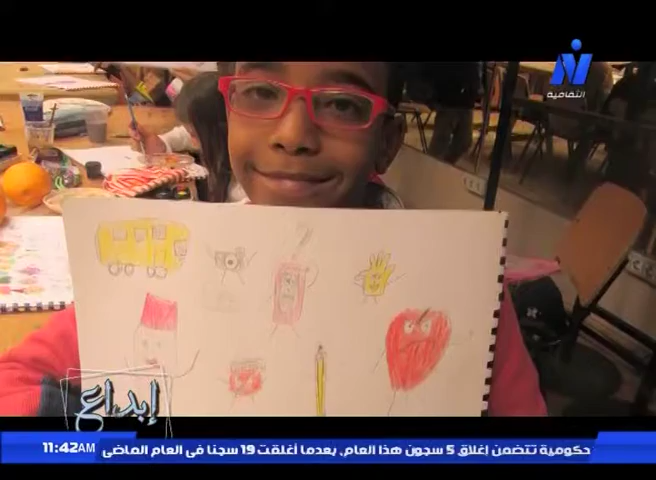 الثقافية
إبداع
11:42AM حكومية تتضمن إغلاق 5 سجون هذا العام، بعدما أغلقت 19 سجنا فى العام الماضى